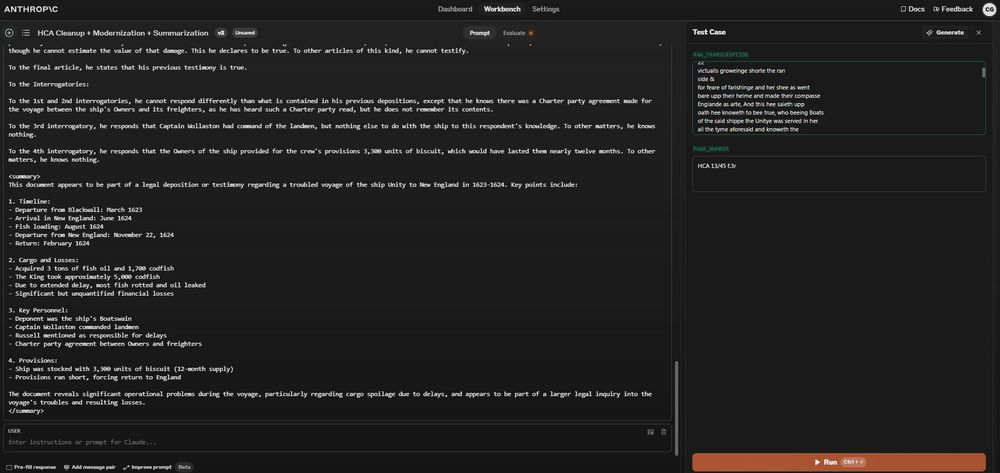 ANTHROP\C
Dashboard
Workbench
Settings
Docs
Feedback
CG
HCA Cleanup + Modernization + Summarization
v2
Unsaved
Prompt
Evaluate
Test Case
Generate
though he cannot estimate the value of that damage. This he declares to be true. To other articles of this kind, he cannot testify.
To the final article, he states that his previous testimony is true.
To the Interrogatories:
To the 1st and 2nd interrogatories, he cannot respond differently than what is contained in his previous depositions, except that he knows there was a Charter party agreement made for
the voyage between the ship's Owners and its freighters, as he has heard such a Charter party read, but he does not remember its contents.
To the 3rd interrogatory, he responds that Captain Wollaston had command of the landmen, but nothing else to do with the ship to this respondent's knowledge. To other matters, he knows
nothing.
To the 4th interrogatory, he responds that the Owners of the ship provided for the crew's provisions 3,300 units of biscuit, which would have lasted them nearly twelve months. To other
matters, he knows nothing.
<summary>
This document appears to be part of a legal deposition or testimony regarding a troubled voyage of the ship Unity to New England in 1623-1624. Key points include:
1. Timeline:
- Departure from Blackwall: March 1623
- Arrival in New England: June 1624
- Fish loading: August 1624
- Departure from New England: November 22, 1624
- Return: February 1624
2. Cargo and Losses:
- Acquired 3 tons of fish oil and 1,700 codfish
- The King took approximately 5,000 codfish
- Due to extended delay, most fish rotted and oil leaked
- Significant but unquantified financial losses
3. Key Personnel:
- Deponent was the ship's Boatswain
- Captain Wollaston commanded landmen
- Russell mentioned as responsible for delays
- Charter party agreement between Owners and freighters
4. Provisions:
- Ship was stocked with 3,300 units of biscuit (12-month supply)
- Provisions ran short, forcing return to England
The document reveals significant operational problems during the voyage, particularly regarding cargo spoilage due to delays, and appears to be part of a larger legal inquiry into the
voyage's troubles and resulting losses.
</summary>
USER
Enter instructions or prompt for Claude...
Pre-fill response
Add message pair
Improve prompt
Beta
RAW_TRANSCRIPTION
22
victualls groweinge shorte the ran
side &
for feare of farishinge and her shee as went
bare upp their helme and made their compasse
Englande as arte, And this hee saieth upp
oath hee knoweth to bee true, who beeing Boats
of the said shippe the Unitye was served in her
all the tyme aforesaid and knoweth the
PAGE_NUMBER
HCA 13/45 f.3r
Run
Ctrl + ⏎